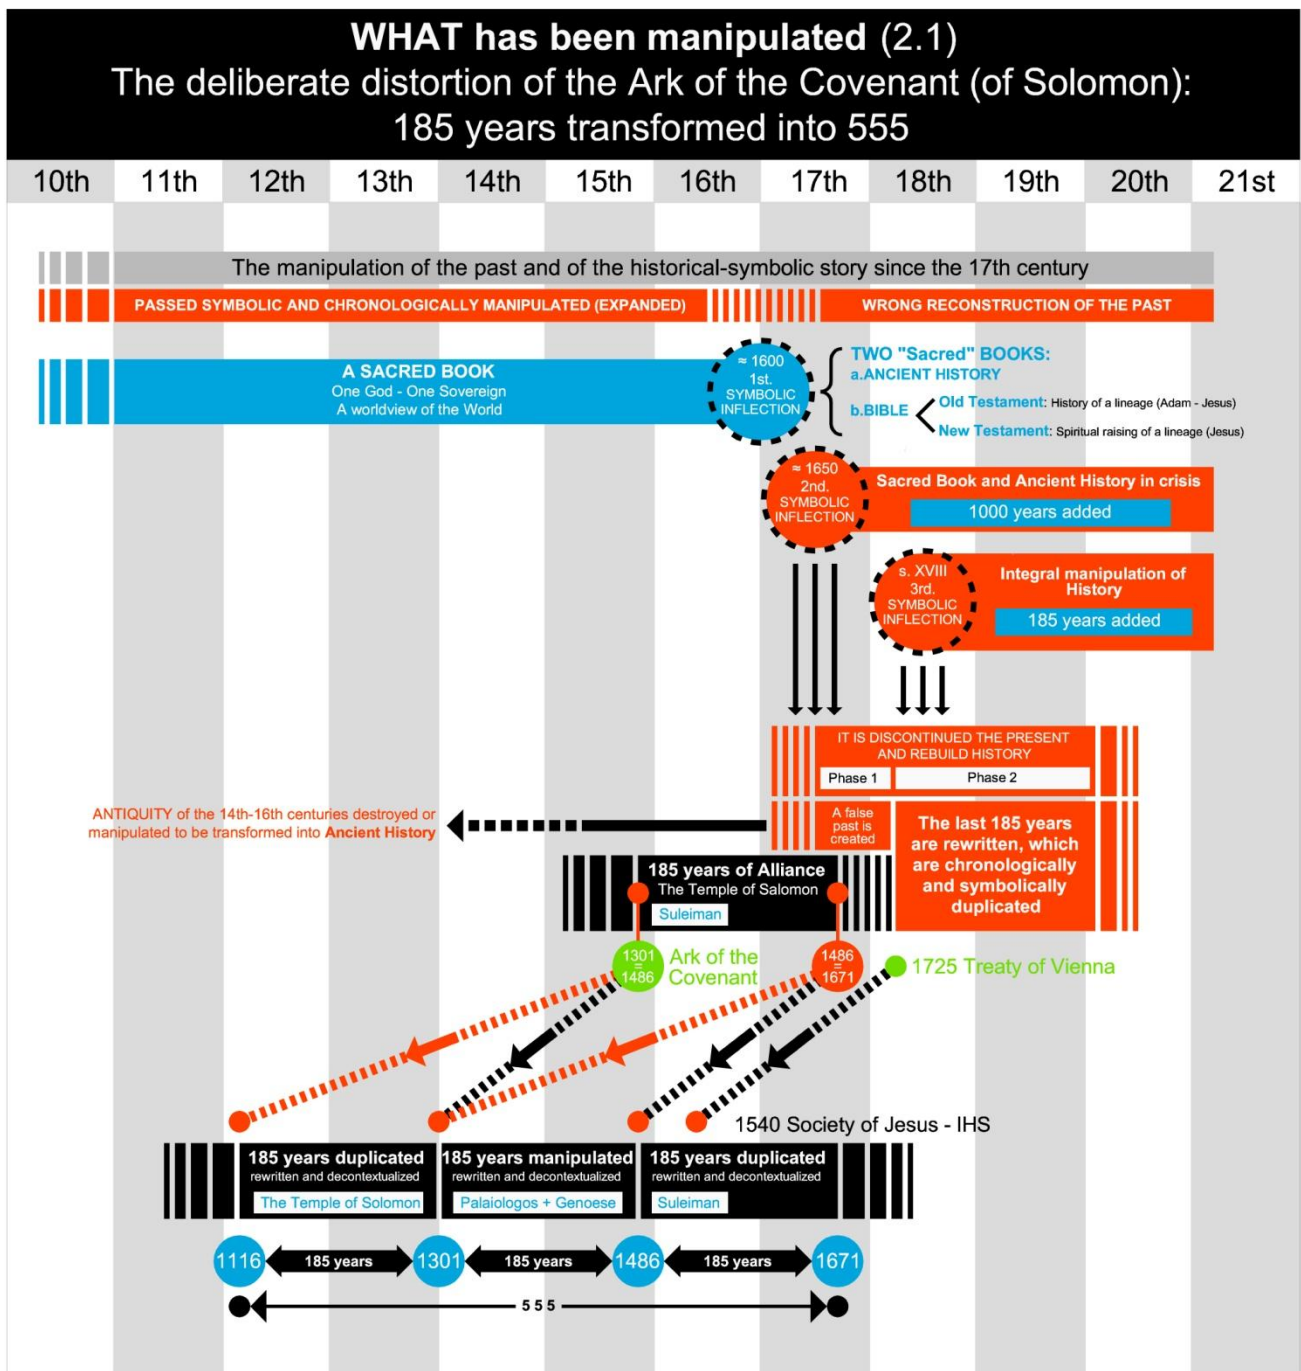 WHAT has been manipulated (2.1)
The deliberate distortion of the Ark of the Covenant (of Solomon):
185 years transformed into 555
10th 11th 12th 13th 14th 15th 16th 17th 18th 19th 20th 21st
The manipulation of the past and of the historical-symbolic story since the 17th century
PASSED SYMBOLIC AND CHRONOLOGICALLY MANIPULATED (EXPANDED)
WRONG RECONSTRUCTION OF THE PAST
A SACRED BOOK
One God - One Sovereign
A worldview of the World
≈ 1600
1st.
SYMBOLIC
INFLECTION
TWO "Sacred" BOOKS:
a.ANCIENT HISTORY
b.BIBLE
Old Testament: History of a lineage (Adam - Jesus)
New Testament: Spiritual raising of a lineage (Jesus)
≈ 1650
2nd.
SYMBOLIC
INFLECTION
Sacred Book and Ancient History in crisis
1000 years added
s. XVIII
3rd.
SYMBOLIC
INFLECTION
Integral manipulation of
History
185 years added
IT IS DISCONTINUED THE PRESENT
AND REBUILD HISTORY
Phase 1
Phase 2
ANTIQUITY of the 14th-16th centuries destroyed or
manipulated to be transformed into Ancient History
A false
past is
created
The last 185 years
are rewritten, which
are chronologically
and symbolically
duplicated
185 years of Alliance
The Temple of Salomon
Suleiman
1301
=
1486
Ark of the
Covenant
1486
=
1671
1725 Treaty of Vienna
1540 Society of Jesus - IHS
185 years duplicated
rewritten and decontextualized
The Temple of Solomon
185 years manipulated
rewritten and decontextualized
Palaiologos + Genoese
185 years duplicated
rewritten and decontextualized
Suleiman
1116 185 years 1301 185 years 1486 185 years 1671
5 5 5